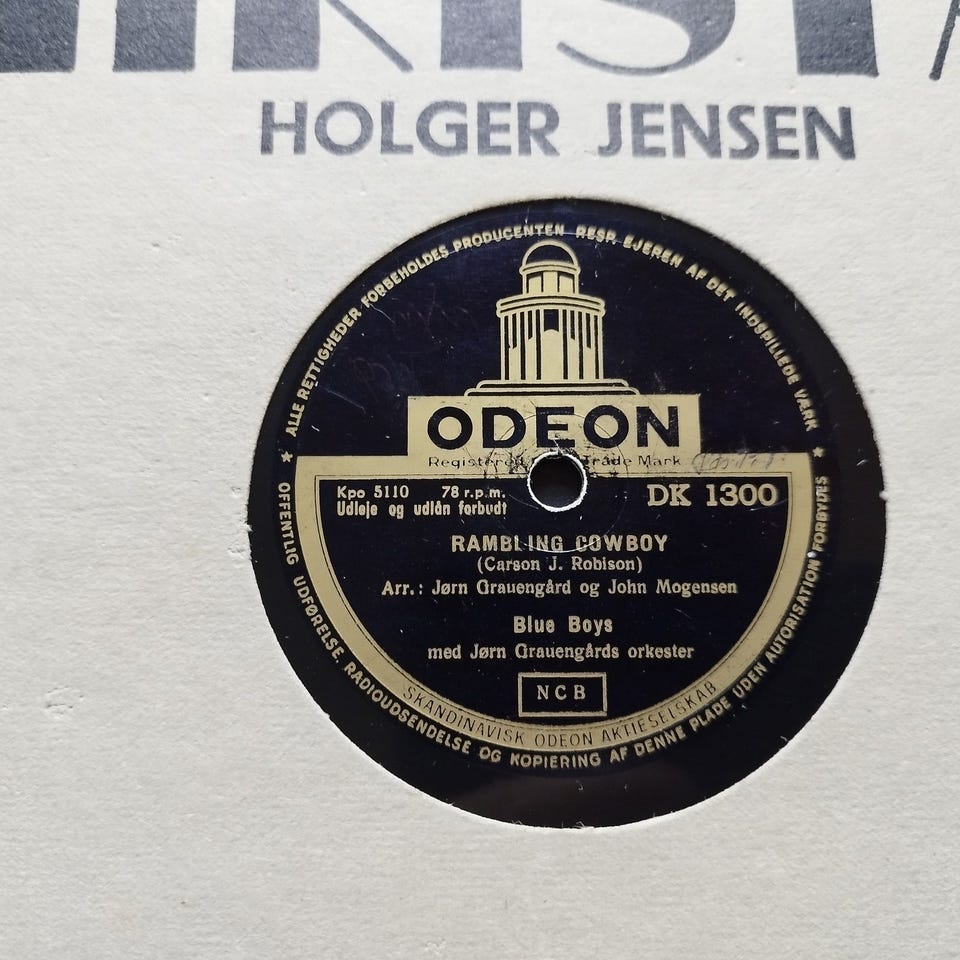 HOLGER JENSEN
ALLE RETTIGHEDER FORBEHOLDES PRODUCENTEN RESP. EJEREN AF DET INDSPILLEDE VÆRK
ODEON
Registered Trade Mark
Kpo 5110 78 r.p.m. DK 1300
Udleje og udlån forbudt
RAMBLING COWBOY
(Carson J. Robison)
Arr.: Jørn Grauengård og John Mogensen
Blue Boys
med Jørn Grauengårds orkester
NCB
SKANDINAVISK ODEON AKTIESELSKAB
OFFENTLIG UDFØRELSE, RADIOUDSENDELSE OG KOPIERING AF DENNE PLADE UDEN AUTORISATION FORBYDES